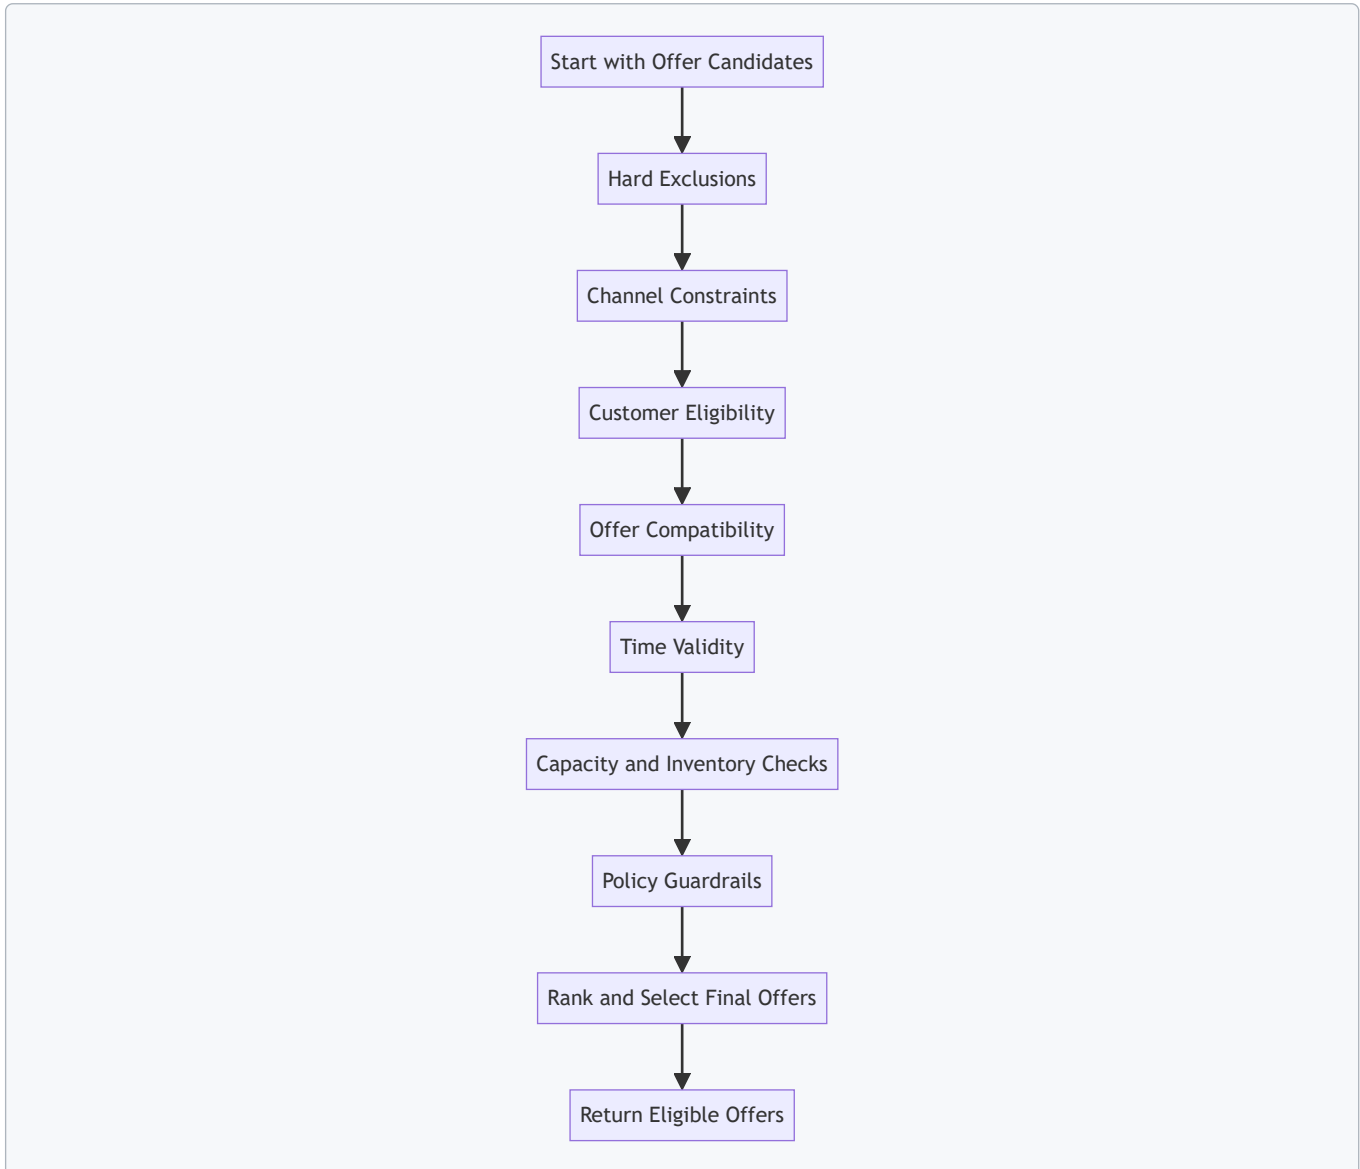 Start with Offer Candidates
Hard Exclusions
Channel Constraints
Customer Eligibility
Offer Compatibility
Time Validity
Capacity and Inventory Checks
Policy Guardrails
Rank and Select Final Offers
Return Eligible Offers